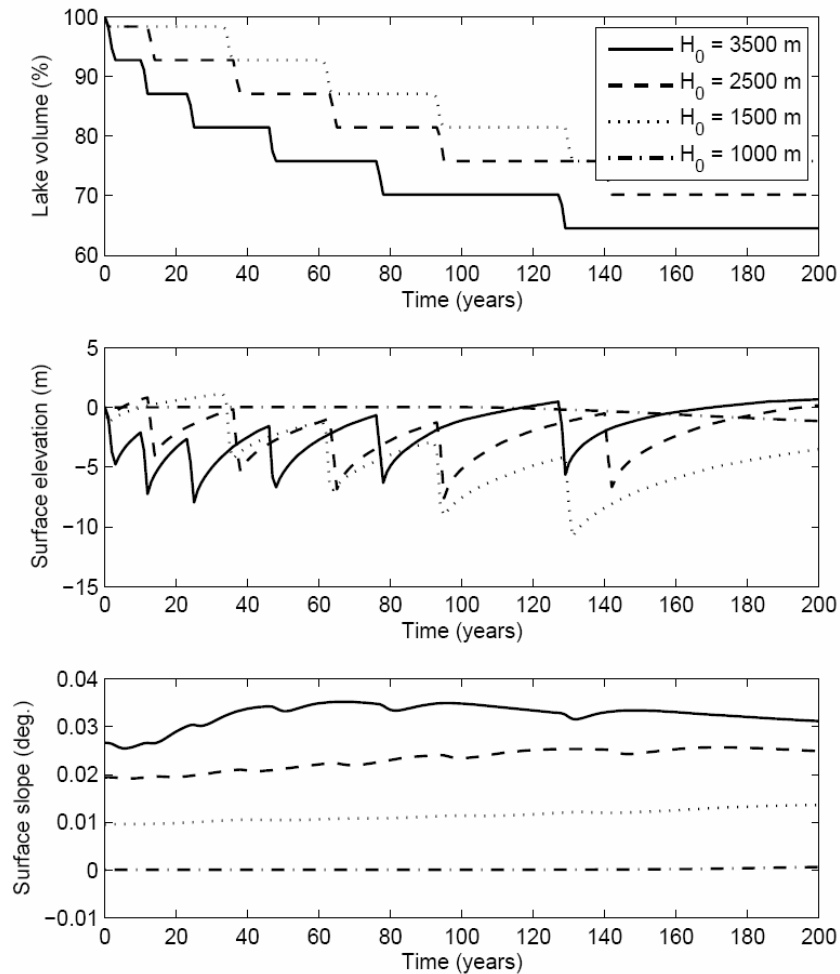 100
90
80
70
60
Lake volume (%)
H₀ = 3500 m
H₀ = 2500 m
H₀ = 1500 m
H₀ = 1000 m
0 20 40 60 80 100 120 140 160 180 200
Time (years)
5
0
−5
−10
−15
Surface elevation (m)
0 20 40 60 80 100 120 140 160 180 200
Time (years)
0.04
0.03
0.02
0.01
0
−0.01
Surface slope (deg.)
0 20 40 60 80 100 120 140 160 180 200
Time (years)